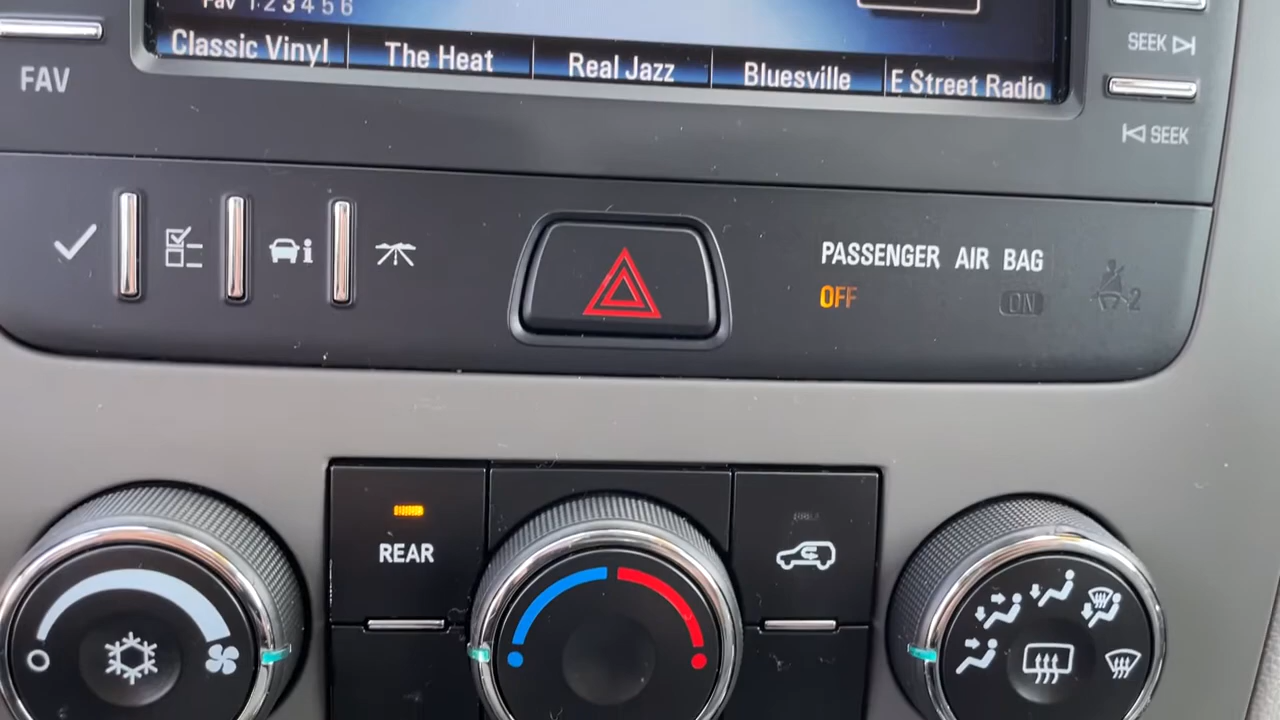 Fav 1 2 3 4 5 6
Classic Vinyl The Heat Real Jazz Bluesville E Street Radio
FAV
SEEK
SEEK
PASSENGER AIR BAG
OFF ON
2
REAR